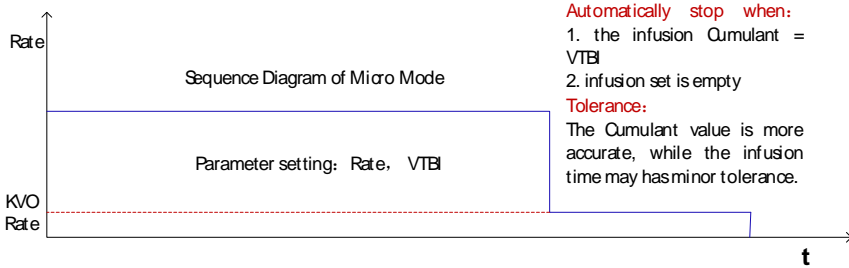 Rate
Sequence Diagram of Micro Mode
Parameter setting: Rate, VTBI
KVO
Rate
t
Automatically stop when:
1. the infusion Cumulant =
VTBI
2. infusion set is empty
Tolerance:
The Cumulant value is more
accurate, while the infusion
time may has minor tolerance.